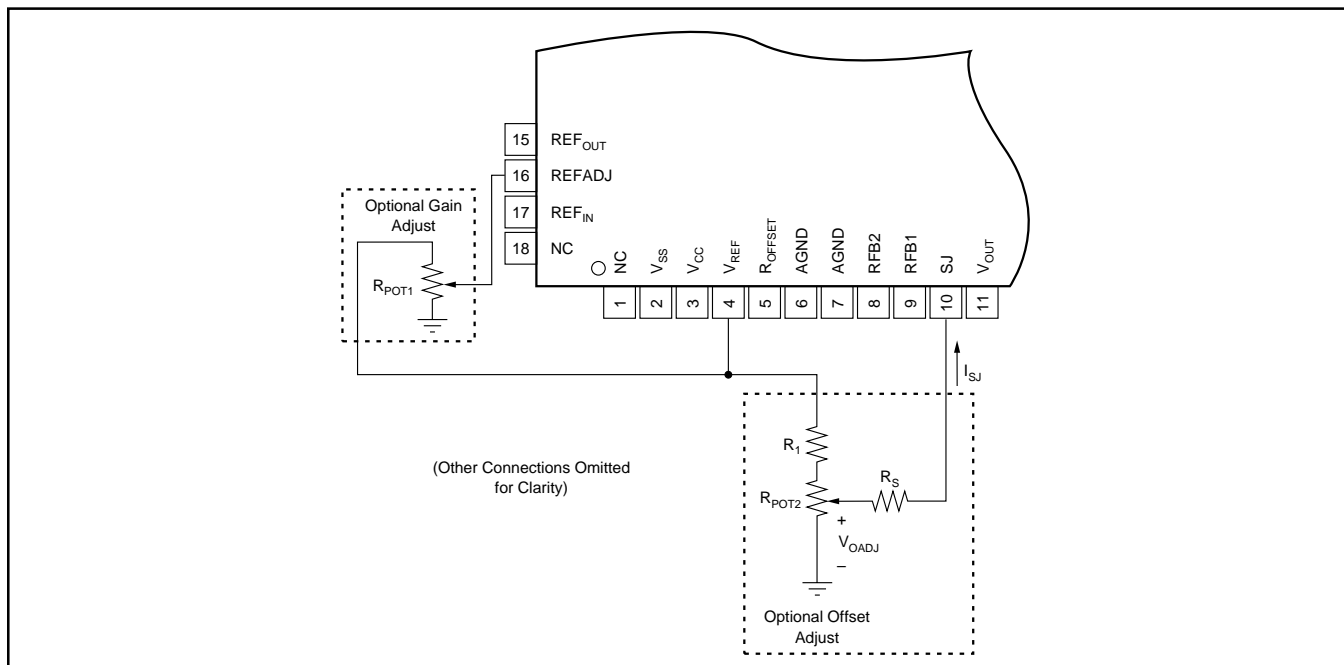 15 REF_OUT
16 REFADJ
17 REF_IN
18 NC
Optional Gain
Adjust
R_POT1
NC
V_SS
V_CC
V_REF
R_OFFSET
AGND
AGND
RFB2
RFB1
SJ
V_OUT
1
2
3
4
5
6
7
8
9
10
11
I_SJ
(Other Connections Omitted
for Clarity)
R_1
R_POT2
R_S
+
V_OADJ
–
Optional Offset
Adjust